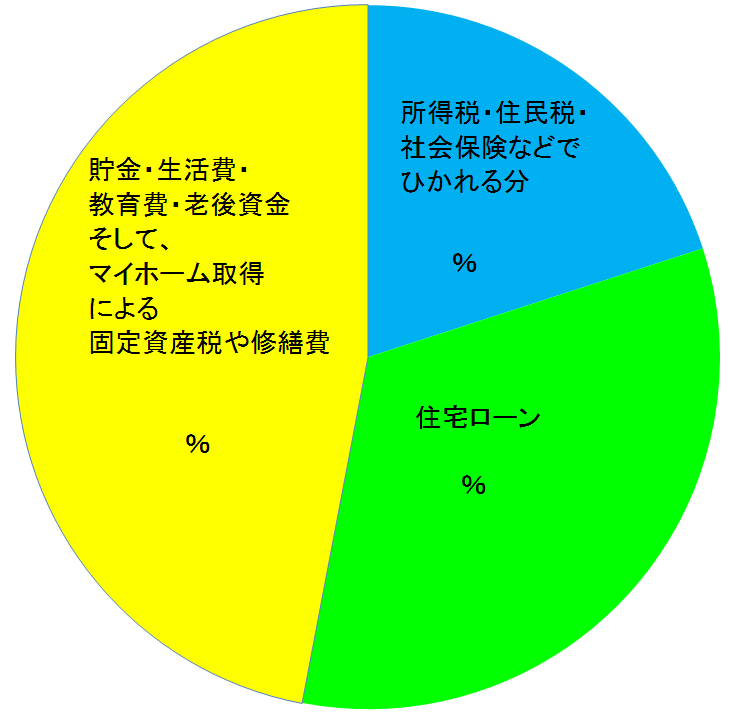 所得税・住民税・
社会保険などで
ひかれる分
%
貯金・生活費・
教育費・老後資金
そして、
マイホーム取得
による
固定資産税や修繕費
%
住宅ローン
%